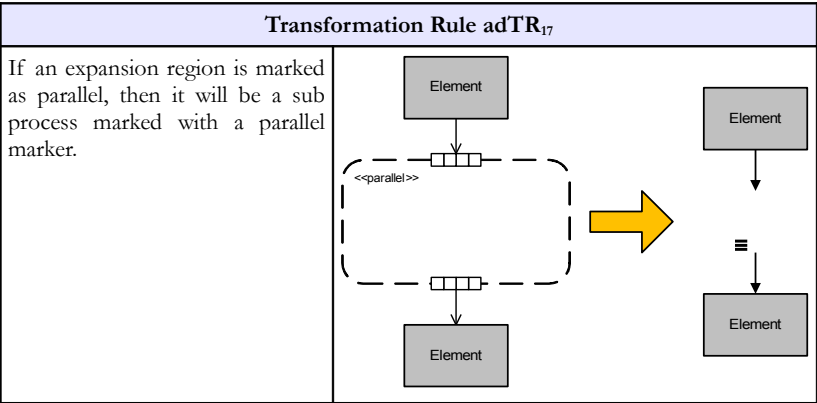 Transformation Rule adTR₁₇
If an expansion region is marked
as parallel, then it will be a sub
process marked with a parallel
marker.
Element
<<parallel>>
Element
Element
Element